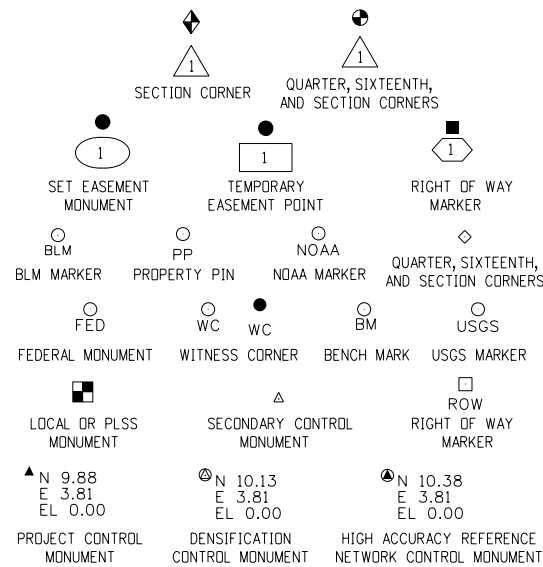 1 1
SECTION CORNER
QUARTER, SIXTEENTH,
AND SECTION CORNERS
1 1 1
SET EASEMENT
MONUMENT
TEMPORARY
EASEMENT POINT
RIGHT OF WAY
MARKER
BLM
BLM MARKER
PP
PROPERTY PIN
NOAA
NOAA MARKER
QUARTER, SIXTEENTH,
AND SECTION CORNERS
FED
FEDERAL MONUMENT
WC WC
WITNESS CORNER
BM
BENCH MARK
USGS
USGS MARKER
LOCAL OR PLSS
MONUMENT
SECONDARY CONTROL
MONUMENT
ROW
RIGHT OF WAY
MARKER
N 9.88
E 3.81
EL 0.00
PROJECT CONTROL
MONUMENT
N 10.13
E 3.81
EL 0.00
DENSIFICATION
CONTROL MONUMENT
N 10.38
E 3.81
EL 0.00
HIGH ACCURACY REFERENCE
NETWORK CONTROL MONUMENT